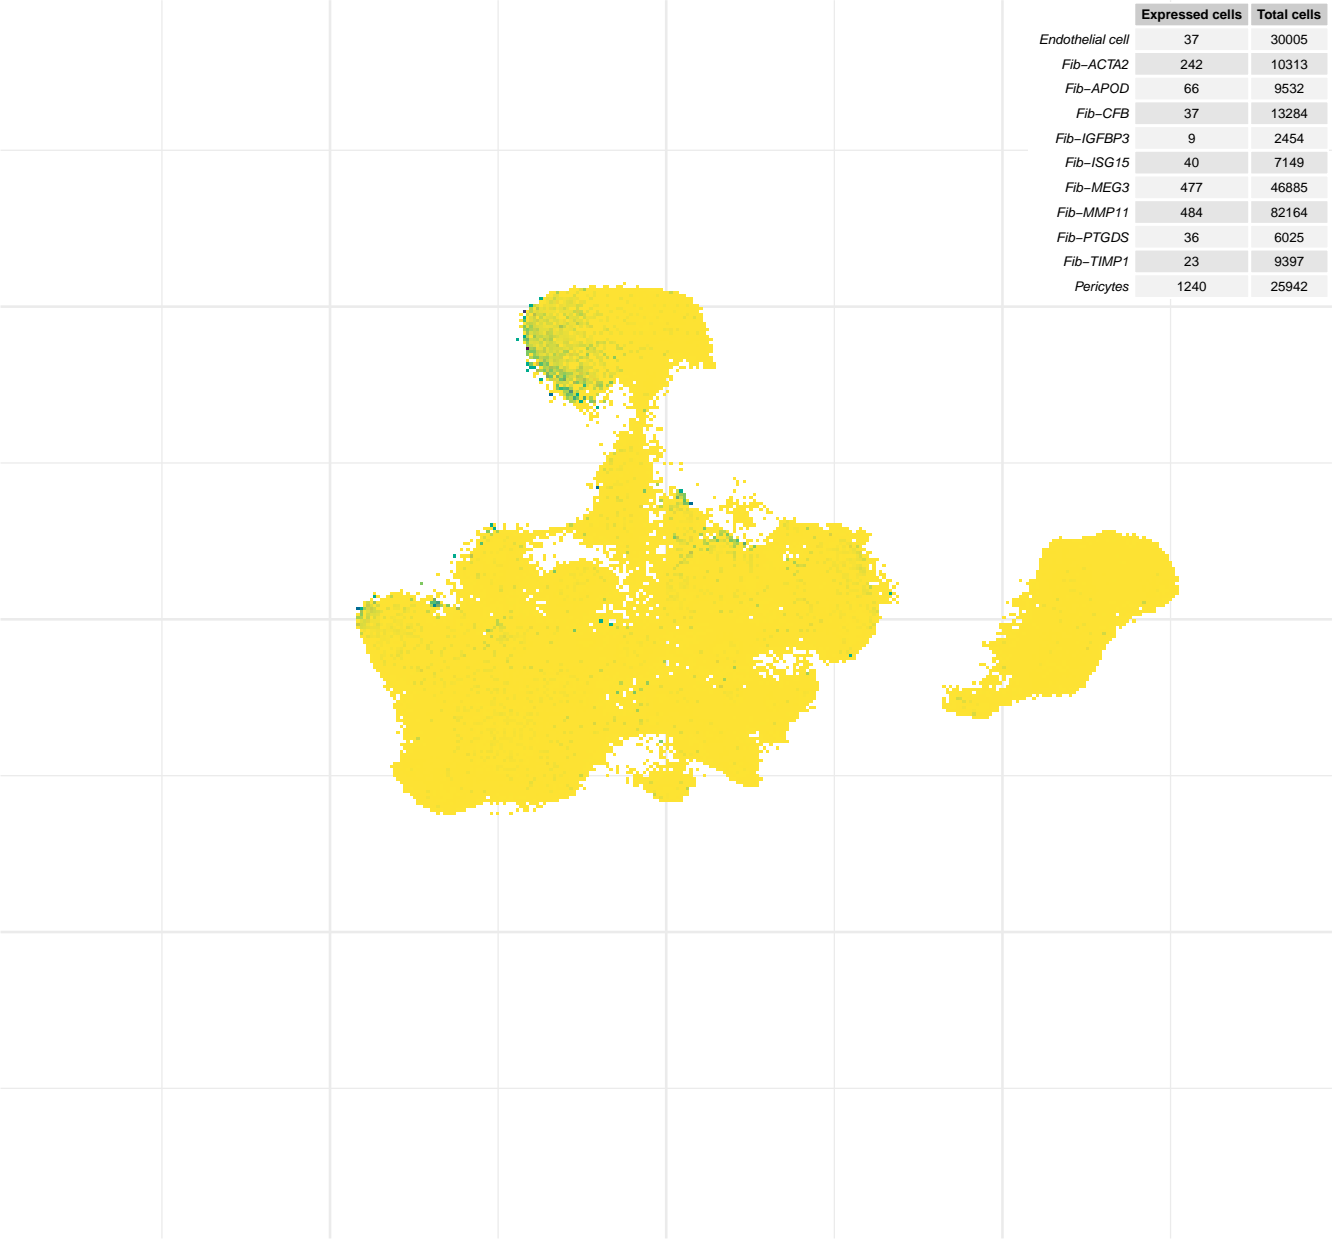 Expressed cells Total cells
Endothelial cell 37 30005
Fib−ACTA2 242 10313
Fib−APOD 66 9532
Fib−CFB 37 13284
Fib−IGFBP3 9 2454
Fib−ISG15 40 7149
Fib−MEG3 477 46885
Fib−MMP11 484 82164
Fib−PTGDS 36 6025
Fib−TIMP1 23 9397
Pericytes 1240 25942